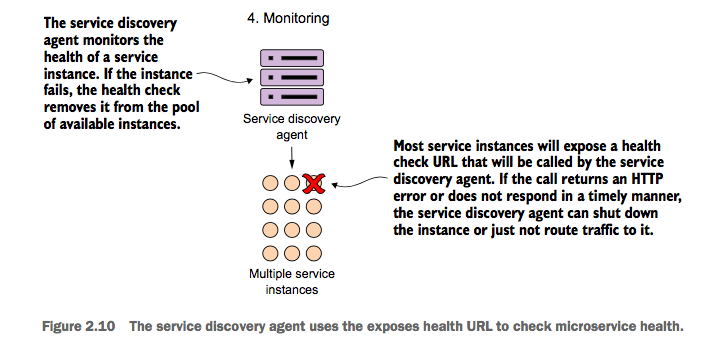 The service discovery
agent monitors the
health of a service
instance. If the instance
fails, the health check
removes it from the pool
of available instances.
4. Monitoring
Service discovery
agent
Most service instances will expose a health
check URL that will be called by the service
discovery agent. If the call returns an HTTP
error or does not respond in a timely manner,
the service discovery agent can shut down
the instance or just not route traffic to it.
Multiple service
instances
Figure 2.10 The service discovery agent uses the exposes health URL to check microservice health.